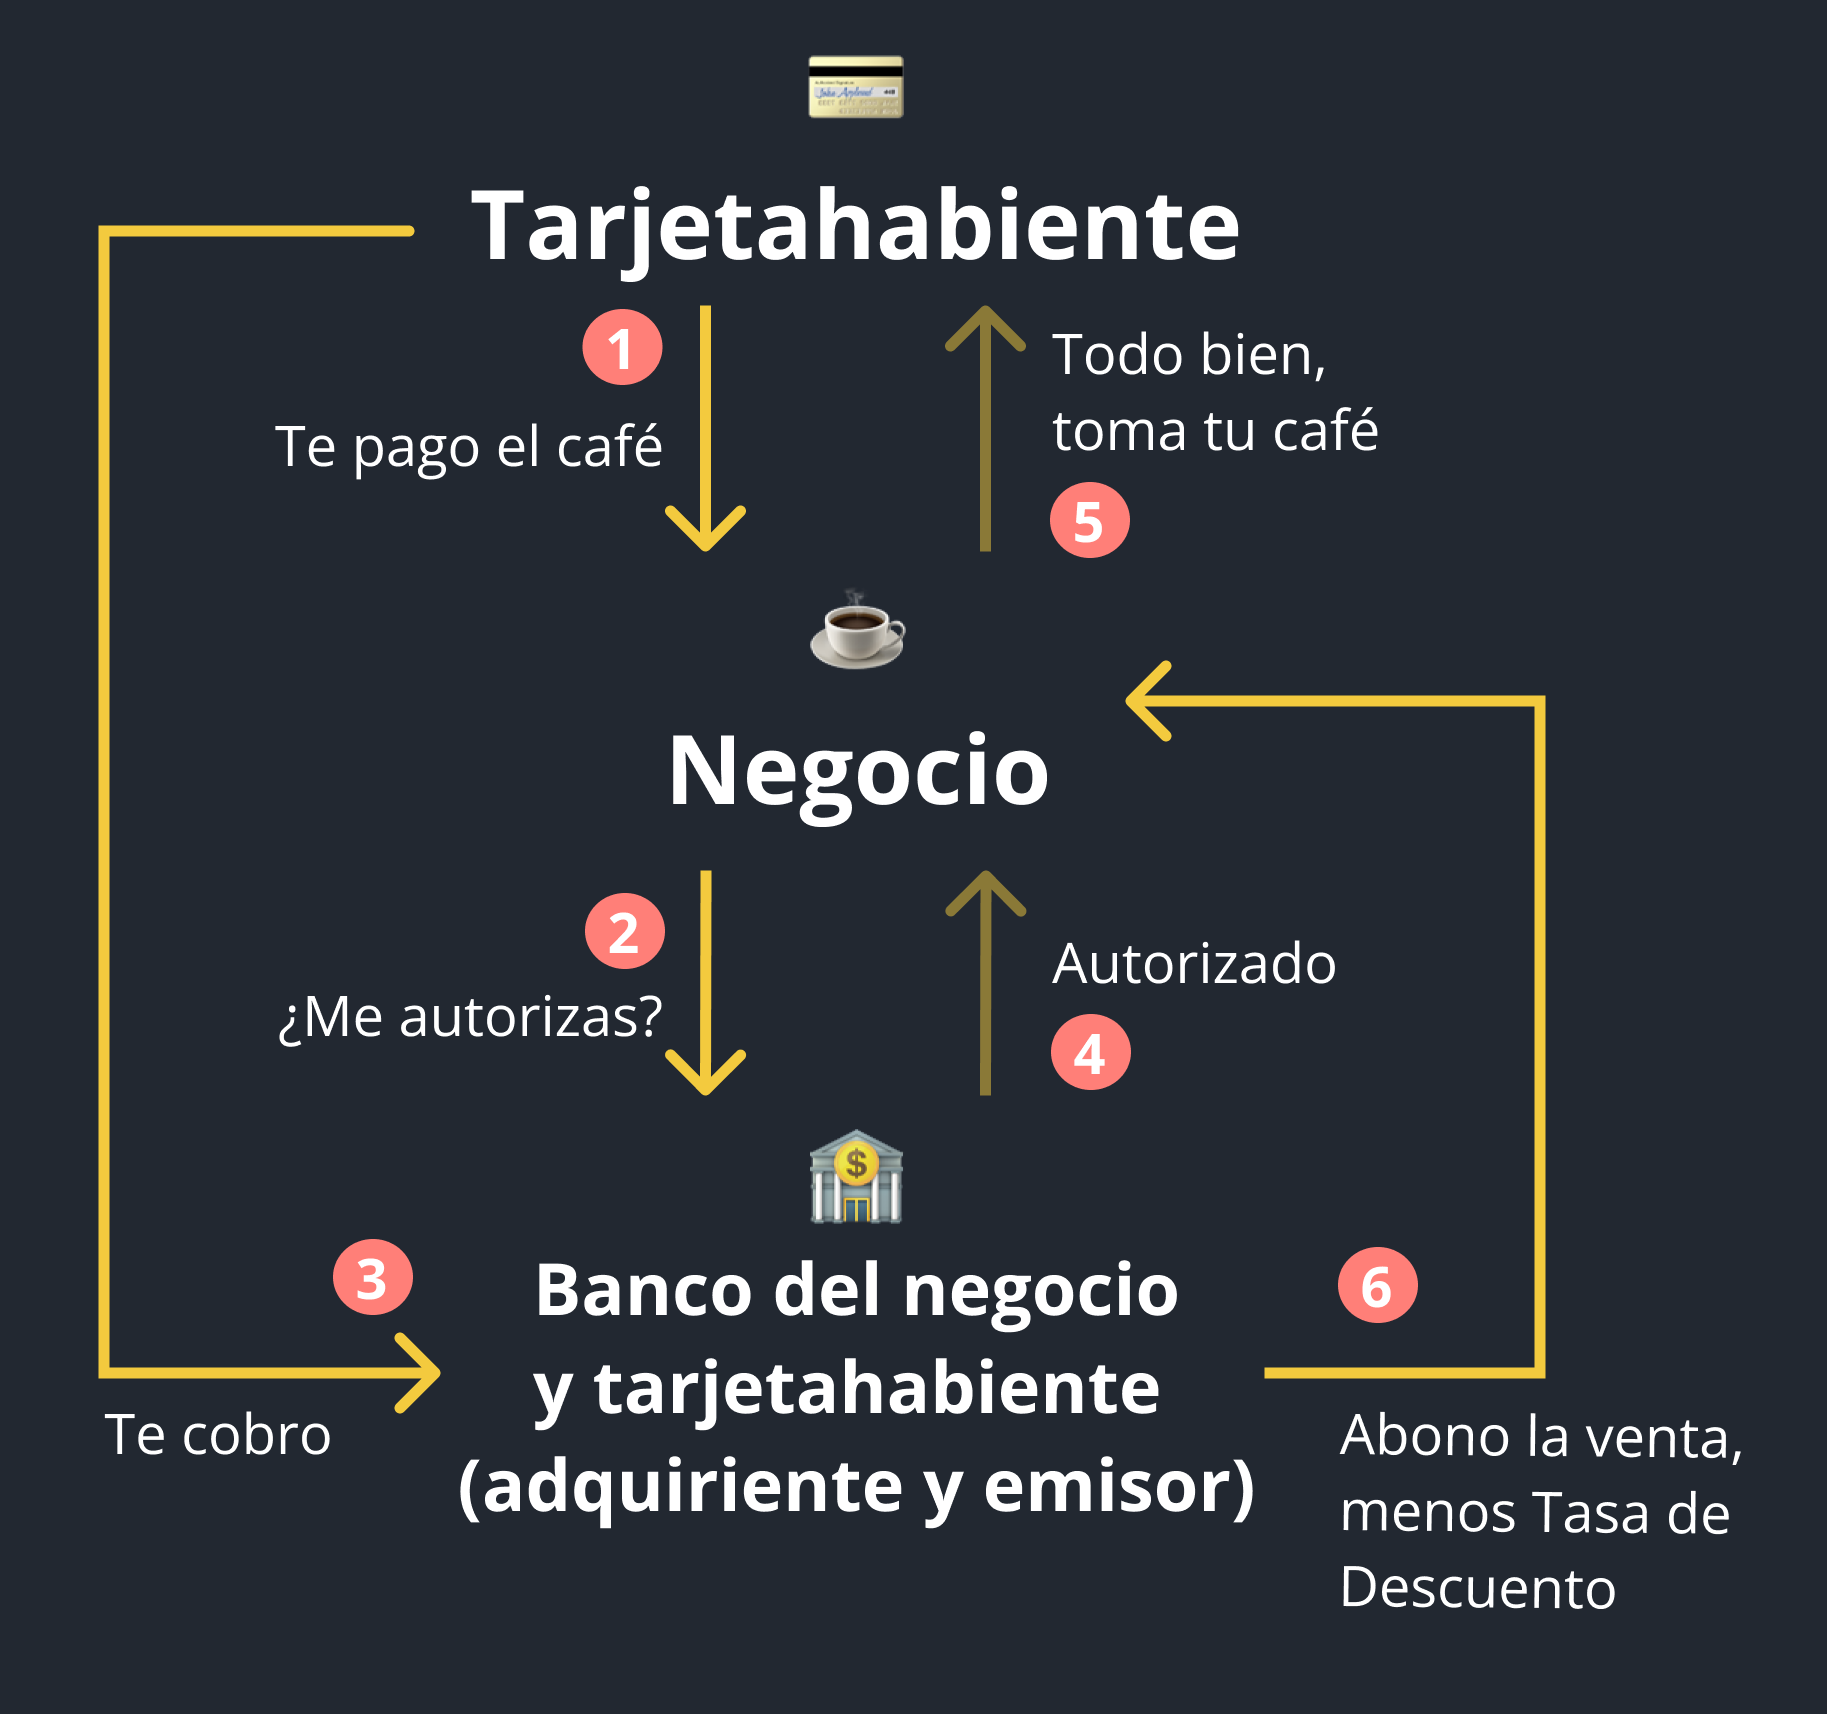 Tarjetahabiente
1
Te pago el café
Todo bien,
toma tu café
5
Negocio
2
¿Me autorizas?
Autorizado
4
3
Te cobro
Banco del negocio
y tarjetahabiente
(adquiriente y emisor)
6
Abono la venta,
menos Tasa de
Descuento